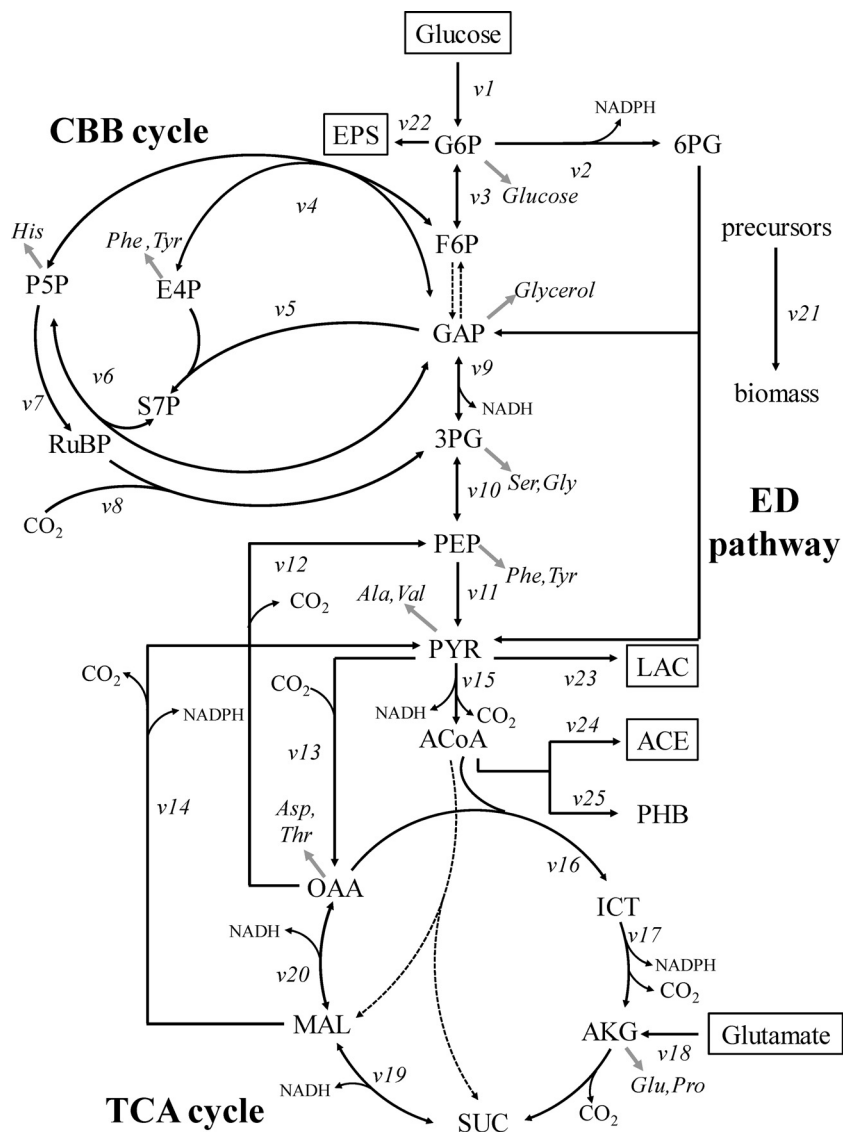 Glucose
v1
NADPH
CBB cycle
EPS
v22
G6P
v2
6PG
v3
Glucose
v4
His
Phe ,Tyr
F6P
precursors
P5P
E4P
Glycerol
v5
GAP
v21
v9
v6
v7
S7P
NADH
biomass
RuBP
3PG
v10
Ser,Gly
v8
CO2
ED
pathway
v12
PEP
v11
Phe,Tyr
CO2
Ala,Val
PYR
CO2
CO2
v15
v23
LAC
NADPH
NADH
CO2
v24
ACoA
ACE
v13
v14
v25
PHB
Asp,
Thr
v16
OAA
ICT
v17
NADH
NADPH
v20
CO2
MAL
AKG
Glutamate
v18
v19
Glu,Pro
NADH
CO2
TCA cycle
SUC